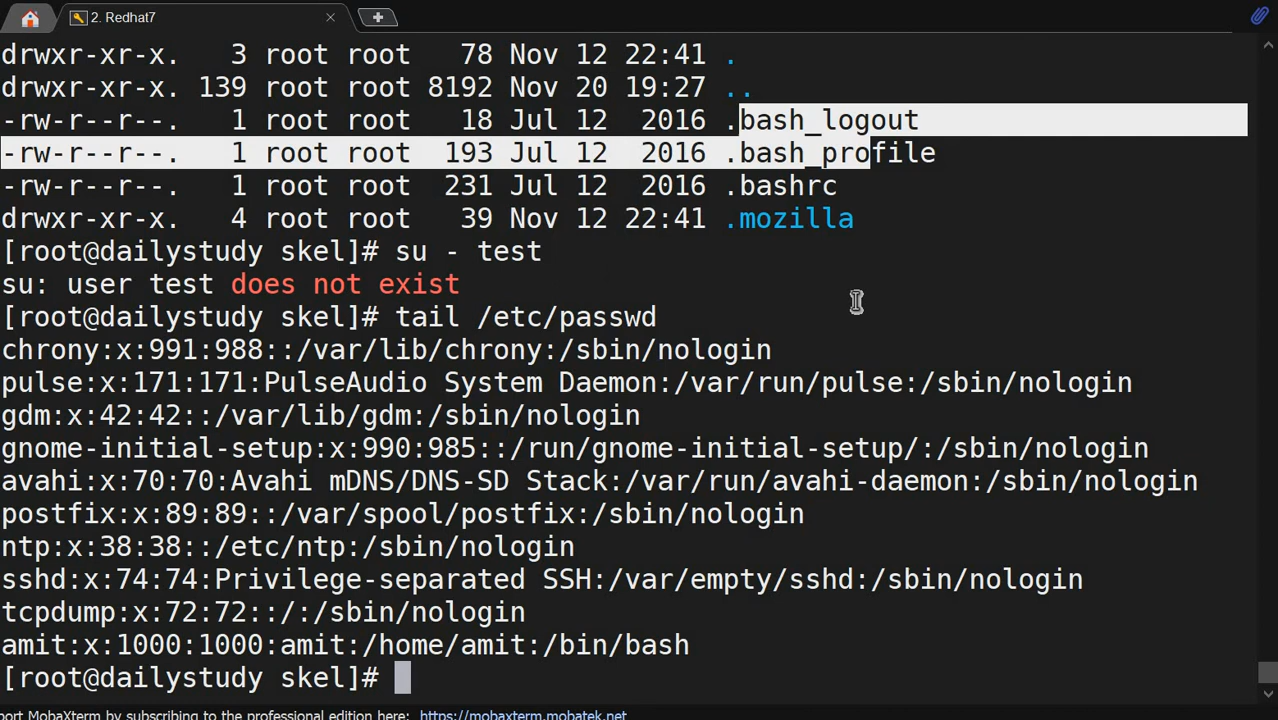 2. Redhat7
drwxr-xr-x. 3 root root 78 Nov 12 22:41 .
drwxr-xr-x. 139 root root 8192 Nov 20 19:27 ..
-rw-r--r--. 1 root root 18 Jul 12 2016 .bash_logout
-rw-r--r--. 1 root root 193 Jul 12 2016 .bash_profile
-rw-r--r--. 1 root root 231 Jul 12 2016 .bashrc
drwxr-xr-x. 4 root root 39 Nov 12 22:41 .mozilla
[root@dailystudy skel]# su - test
su: user test does not exist
[root@dailystudy skel]# tail /etc/passwd
chrony:x:991:988::/var/lib/chrony:/sbin/nologin
pulse:x:171:171:PulseAudio System Daemon:/var/run/pulse:/sbin/nologin
gdm:x:42:42::/var/lib/gdm:/sbin/nologin
gnome-initial-setup:x:990:985::/run/gnome-initial-setup/:/sbin/nologin
avahi:x:70:70:Avahi mDNS/DNS-SD Stack:/var/run/avahi-daemon:/sbin/nologin
postfix:x:89:89::/var/spool/postfix:/sbin/nologin
ntp:x:38:38::/etc/ntp:/sbin/nologin
sshd:x:74:74:Privilege-separated SSH:/var/empty/sshd:/sbin/nologin
tcpdump:x:72:72::/:/sbin/nologin
amit:x:1000:1000:amit:/home/amit:/bin/bash
[root@dailystudy skel]#
port MobaXterm by subscribing to the professional edition here: https://mobaxterm.mobatek.net